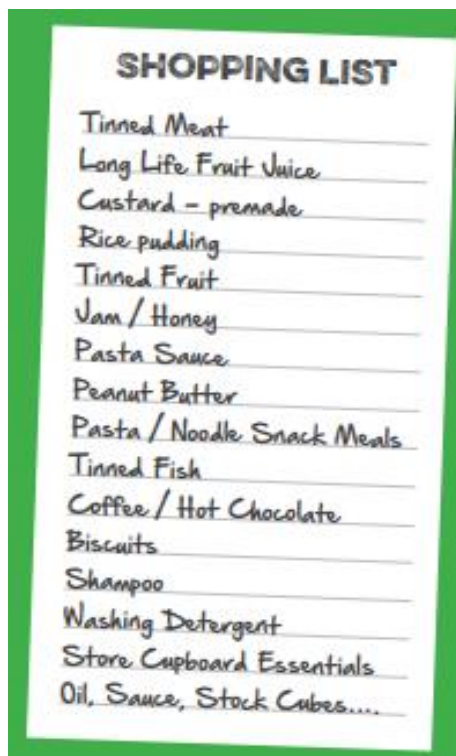 SHOPPING LIST
Tinned Meat
Long Life Fruit Juice
Custard - premade
Rice pudding
Tinned Fruit
Jam / Honey
Pasta Sauce
Peanut Butter
Pasta / Noodle Snack Meals
Tinned Fish
Coffee / Hot Chocolate
Biscuits
Shampoo
Washing Detergent
Store Cupboard Essentials
Oil, Sauce, Stock Cubes....